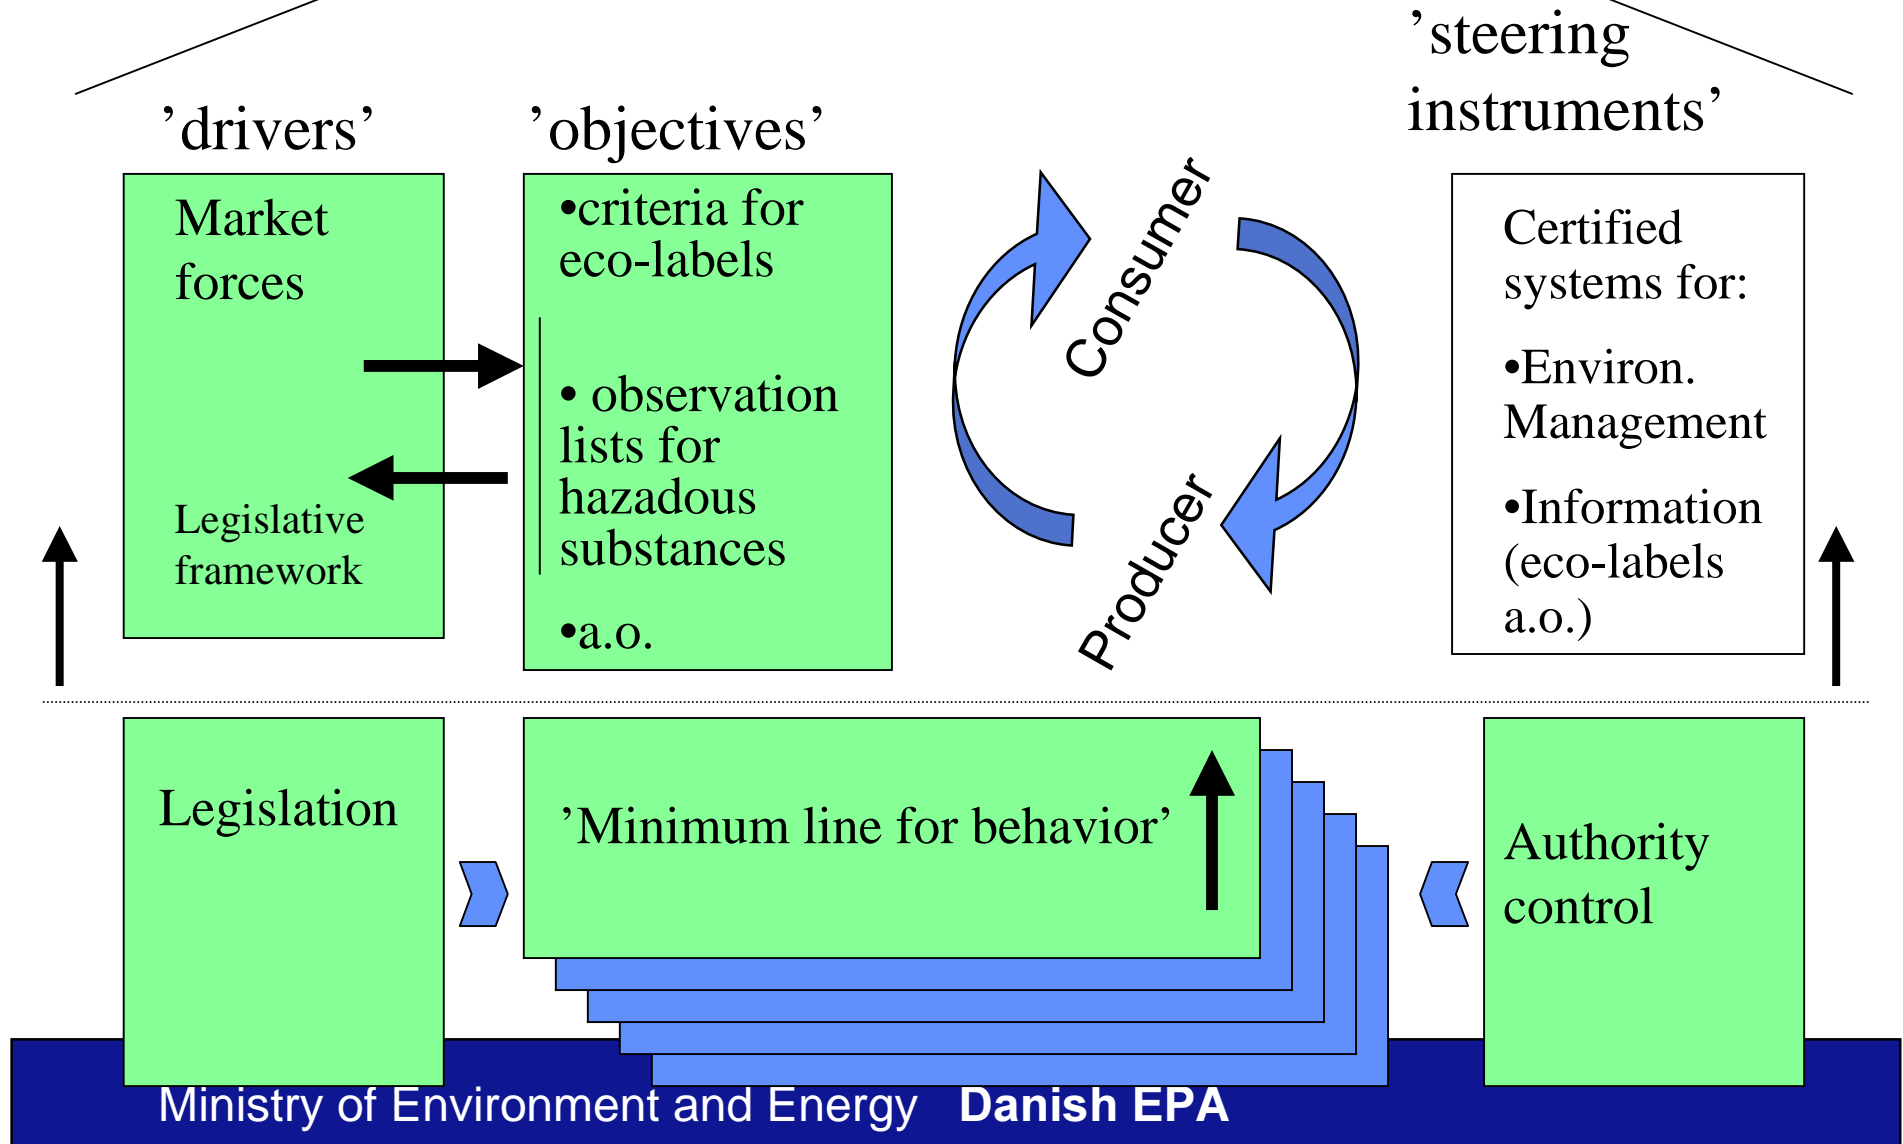 ’drivers’
Market
forces
Legislative
framework
’objectives’
•criteria for
eco-labels
• observation
lists for
hazadous
substances
•a.o.
Consumer
Producer
’steering
instruments’
Certified
systems for:
•Environ.
Management
•Information
(eco-labels
a.o.)
Legislation
’Minimum line for behavior’
Authority
control
Ministry of Environment and Energy Danish EPA